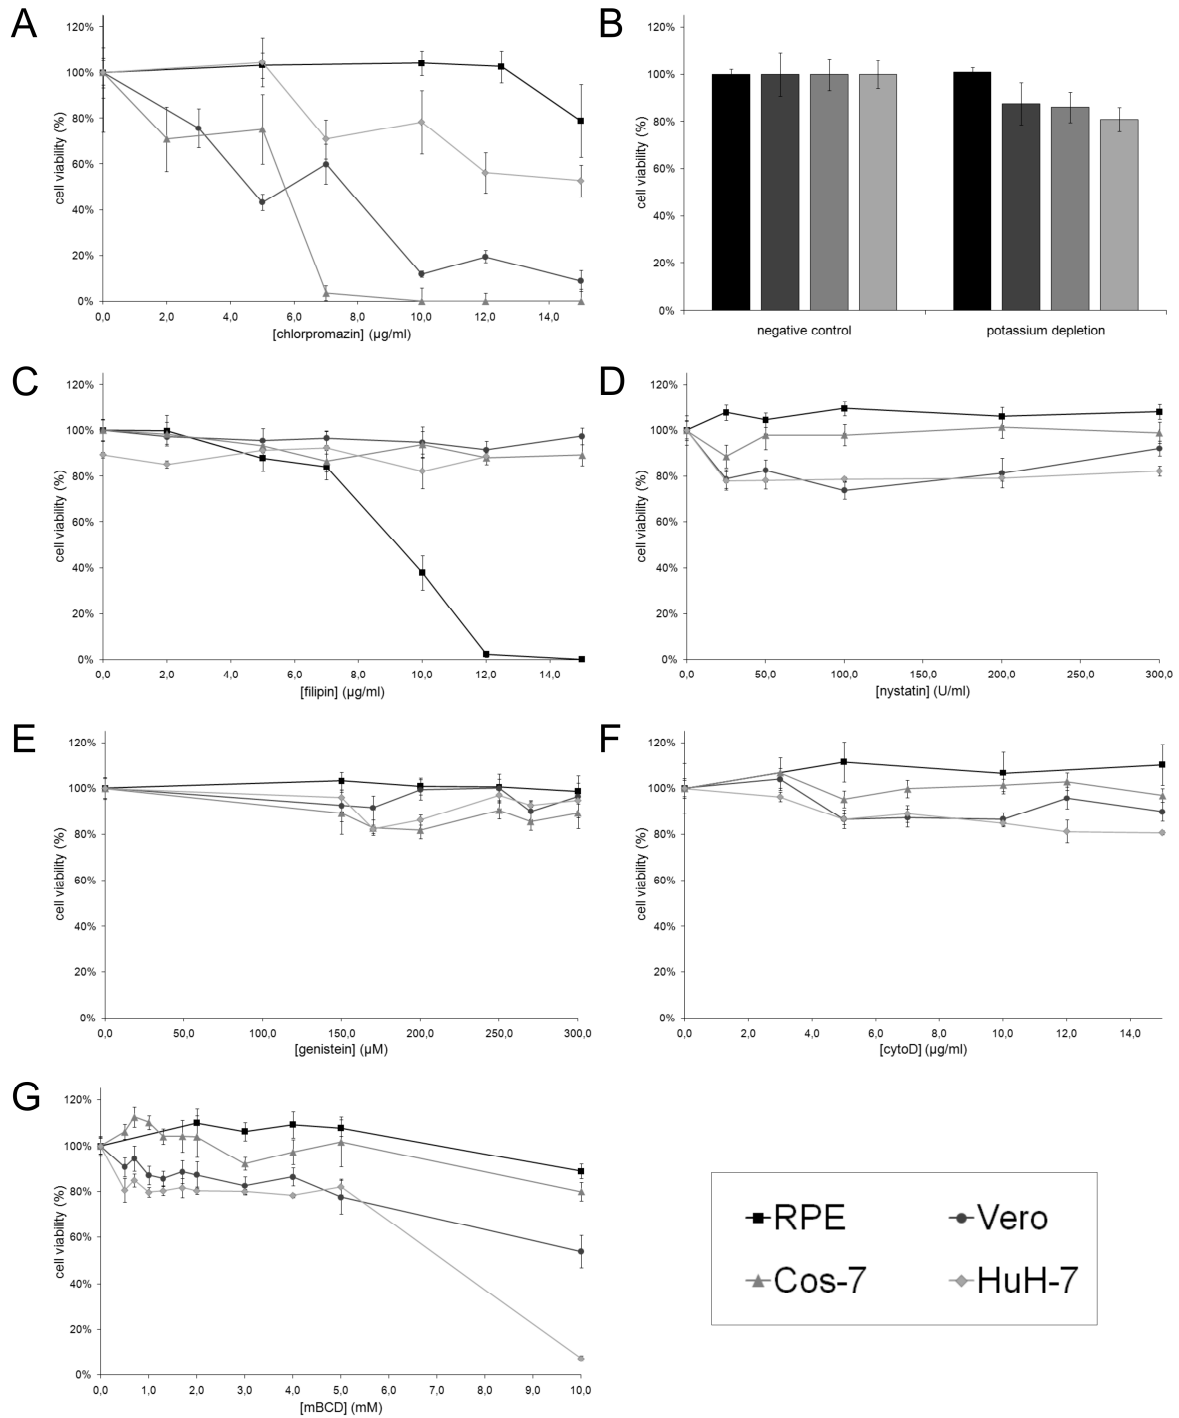 A
120%
100%
80%
60%
40%
20%
0%
cell viability (%)
0,0 2,0 4,0 6,0 8,0 10,0 12,0 14,0
[chlorpromazin] (µg/ml)
B
120%
100%
80%
60%
40%
20%
0%
cell viability (%)
negative control potassium depletion
C
120%
100%
80%
60%
40%
20%
0%
cell viability (%)
0,0 2,0 4,0 6,0 8,0 10,0 12,0 14,0
[filipin] (µg/ml)
D
120%
100%
80%
60%
40%
20%
0%
cell viability (%)
0,0 50,0 100,0 150,0 200,0 250,0 300,0
[nystatin] (U/ml)
E
120%
100%
80%
60%
40%
20%
0%
cell viability (%)
0,0 50,0 100,0 150,0 200,0 250,0 300,0
[genistein] (µM)
F
120%
100%
80%
60%
40%
20%
0%
cell viability (%)
0,0 2,0 4,0 6,0 8,0 10,0 12,0 14,0
[cytoD] (µg/ml)
G
120%
100%
80%
60%
40%
20%
0%
cell viability (%)
0,0 1,0 2,0 3,0 4,0 5,0 6,0 7,0 8,0 9,0 10,0
[mBCD] (mM)
RPE Vero
Cos-7 HuH-7